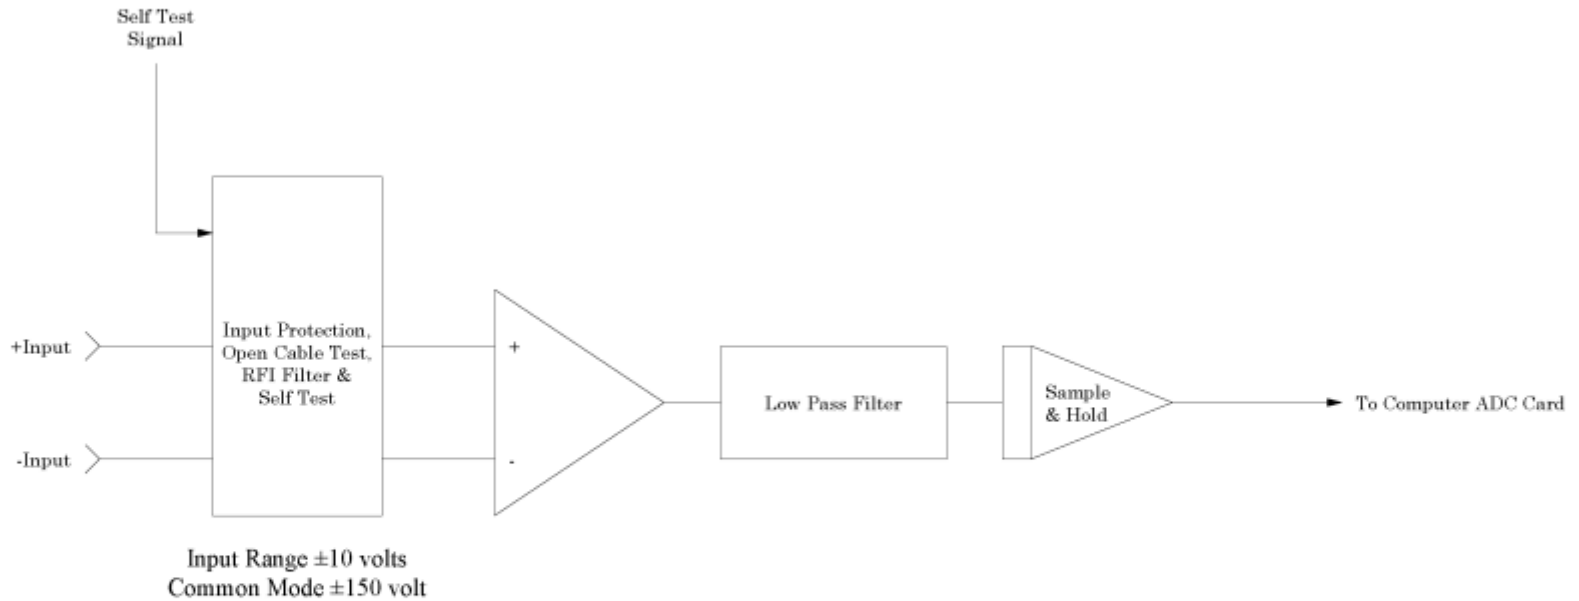 Self Test
Signal
+Input
-Input
Input Protection,
Open Cable Test,
RFI Filter &
Self Test
+
-
Low Pass Filter
Sample
& Hold
To Computer ADC Card
Input Range ±10 volts
Common Mode ±150 volt